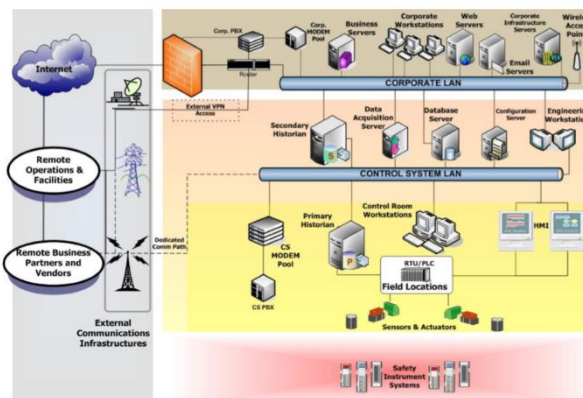 Corp. PBX
Corp.
MODEM
Pool
Business
Servers
Corporate
Workstations
Web
Servers
Corporate
Infrastructure
Servers
Wireless
Access
Points
Internet
Email
Servers
CORPORATE LAN
External VPN
Access
Secondary
Historian
Data
Acquisition
Server
Database
Server
Configuration
Server
Engineering
Workstation
S
Remote
Operations &
Facilities
CONTROL SYSTEM LAN
Dedicated
Comm Path
CS
MODEM
Pool
Primary
Historian
Control Room
Workstations
HMI
P
Remote Business
Partners and
Vendors
RTU/PLC
Field Locations
CS PBX
External
Communications
Infrastructures
Sensors & Actuators
Safety
Instrument
Systems